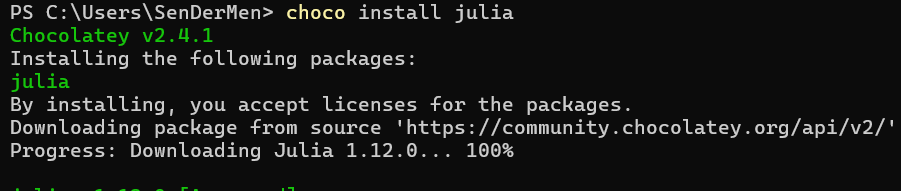 PS C:\Users\SenDerMen> choco install julia
Chocolatey v2.4.1
Installing the following packages:
julia
By installing, you accept licenses for the packages.
Downloading package from source 'https://community.chocolatey.org/api/v2/'
Progress: Downloading Julia 1.12.0... 100%